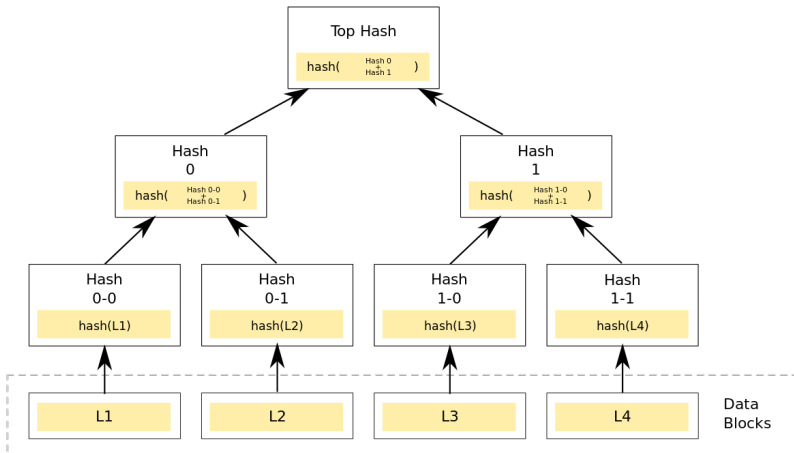 Top Hash
hash( Hash 0 + Hash 1 )
Hash
0
hash( Hash 0-0 + Hash 0-1 )
Hash
1
hash( Hash 1-0 + Hash 1-1 )
Hash
0-0
hash(L1)
Hash
0-1
hash(L2)
Hash
1-0
hash(L3)
Hash
1-1
hash(L4)
L1
L2
L3
L4
Data
Blocks